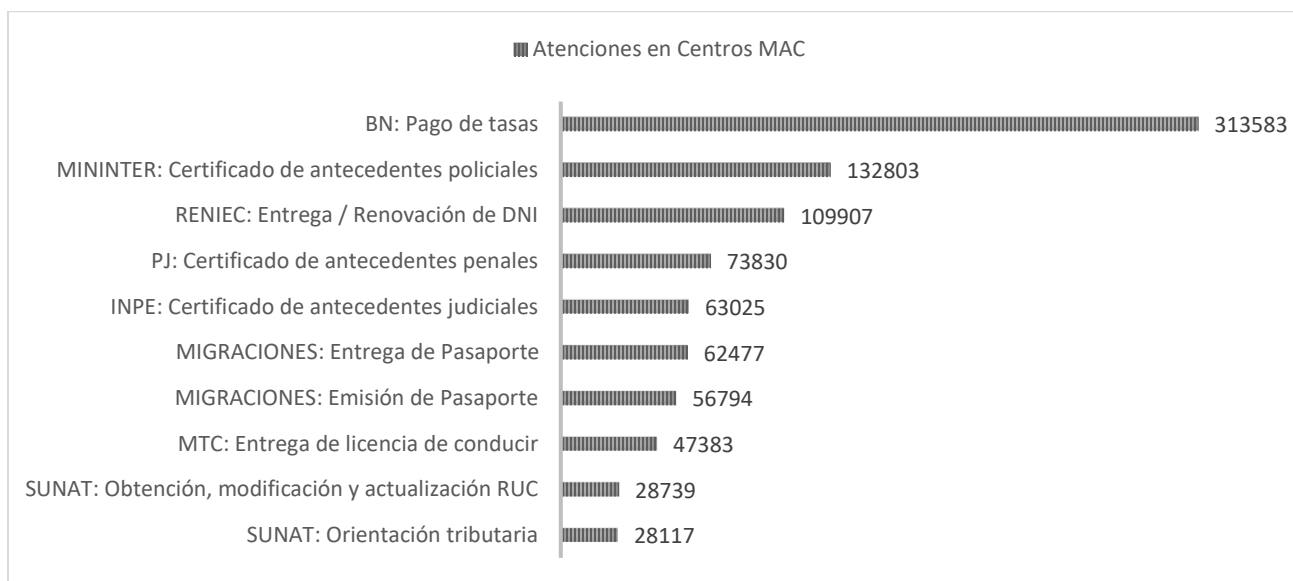 Atenciones en Centros MAC
BN: Pago de tasas 313583
MININTER: Certificado de antecedentes policiales 132803
RENIEC: Entrega / Renovación de DNI 109907
PJ: Certificado de antecedentes penales 73830
INPE: Certificado de antecedentes judiciales 63025
MIGRACIONES: Entrega de Pasaporte 62477
MIGRACIONES: Emisión de Pasaporte 56794
MTC: Entrega de licencia de conducir 47383
SUNAT: Obtención, modificación y actualización RUC 28739
SUNAT: Orientación tributaria 28117